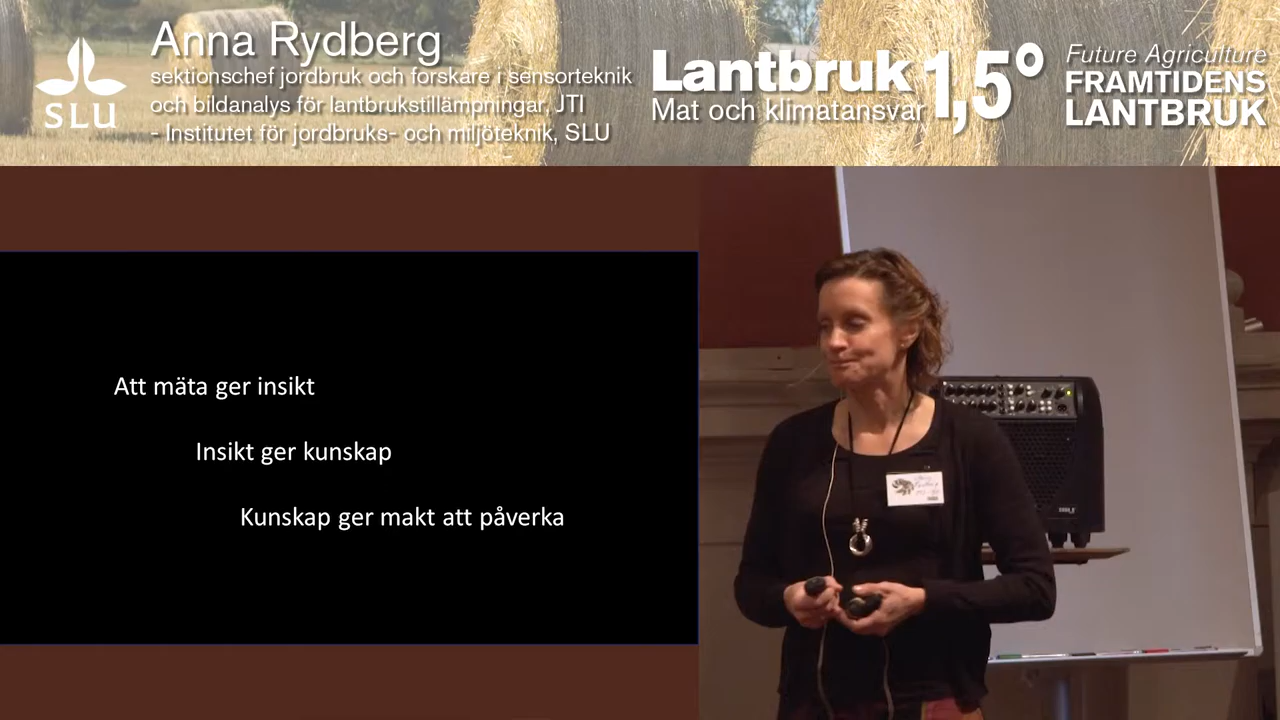 Anna Rydberg
sektionschef jordbruk och forskare i sensorteknik
och bildanalys för lantbrukstillämpningar, JTI
- Institutet för jordbruks- och miljöteknik, SLU
SLU
Lantbruk 1,5°
Mat och klimatansvar
Future Agriculture
FRAMTIDENS
LANTBRUK
Att mäta ger insikt
Insikt ger kunskap
Kunskap ger makt att påverka